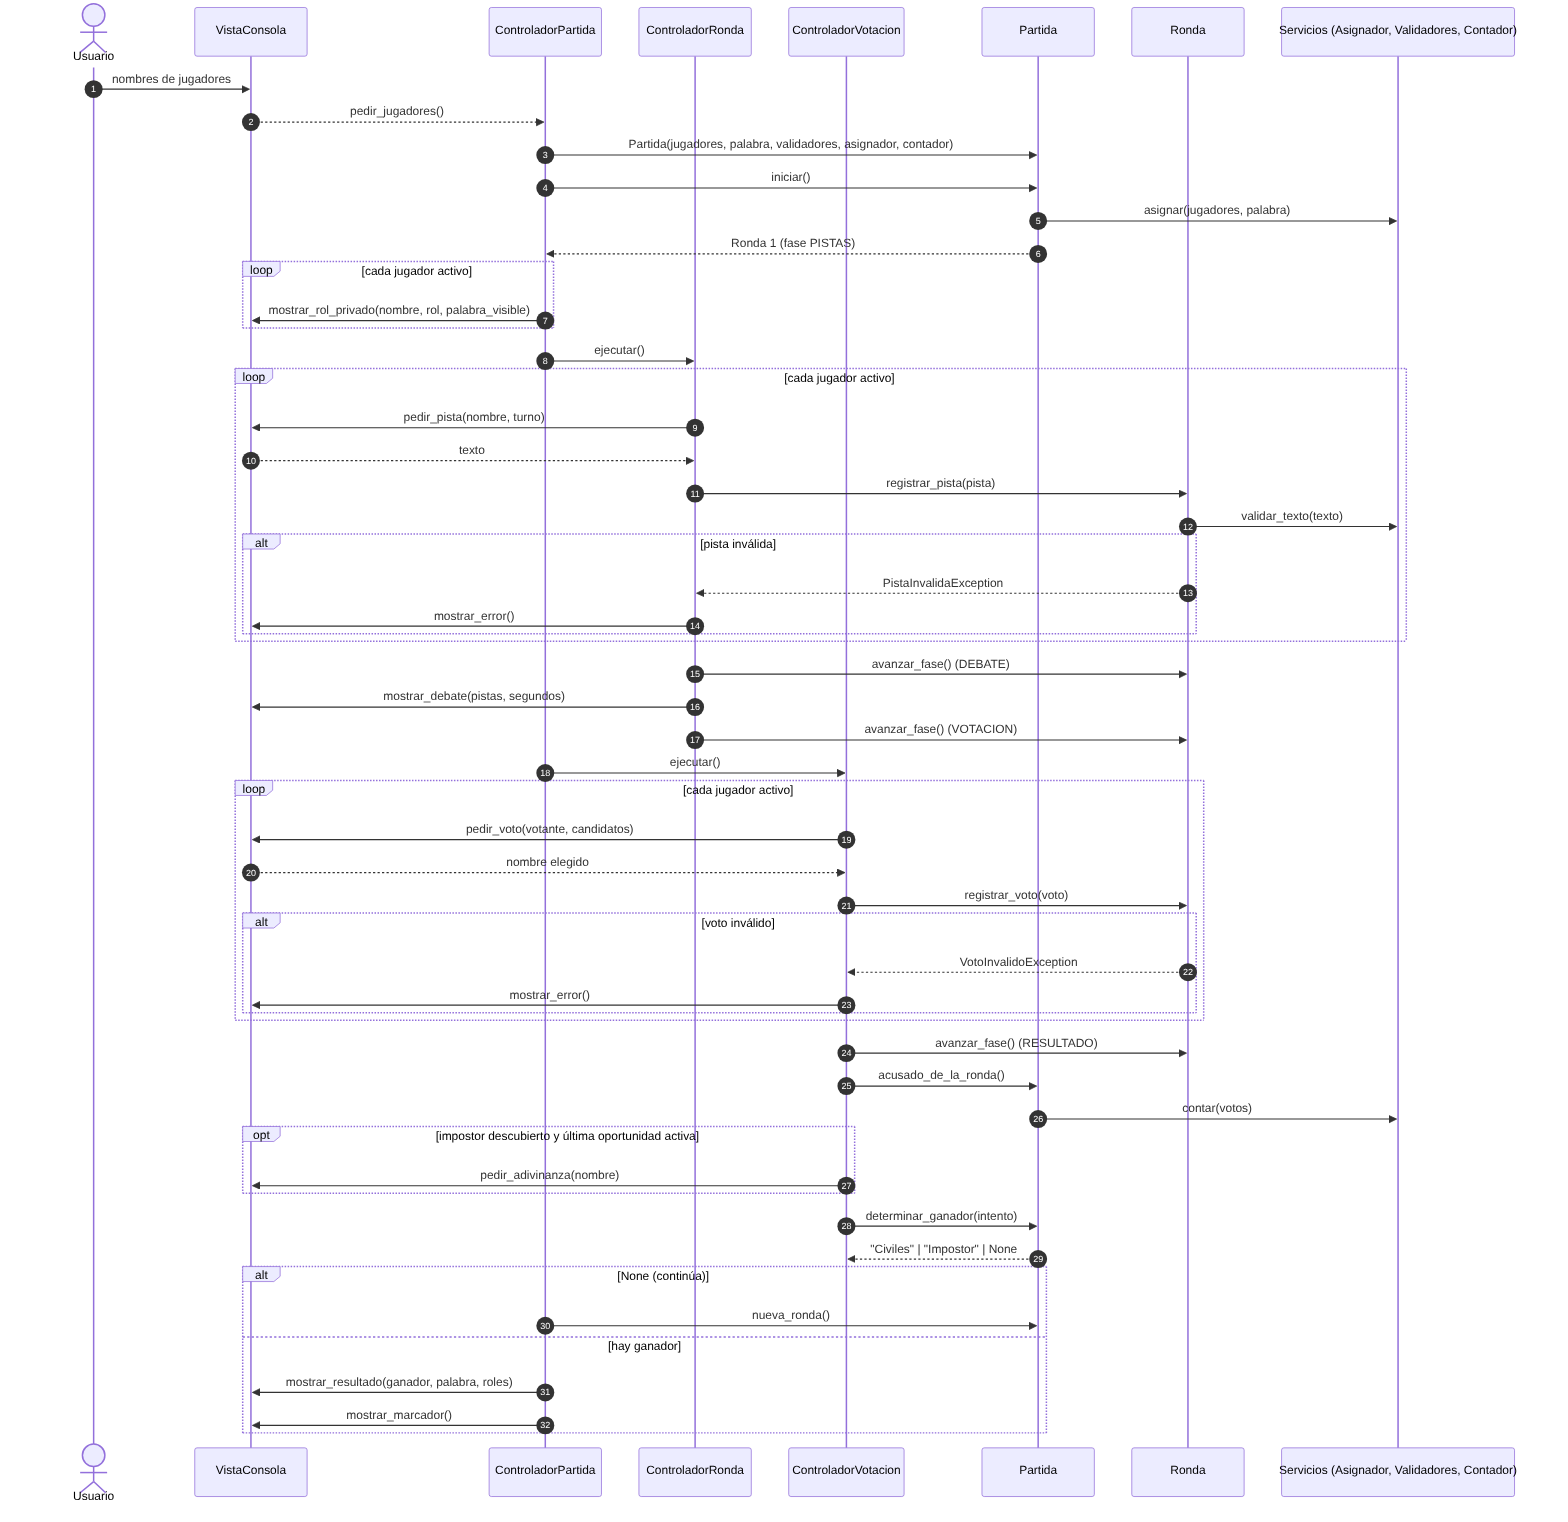 Usuario
VistaConsola
ControladorPartida
ControladorRonda
ControladorVotacion
Partida
Ronda
Servicios (Asignador, Validadores, Contador)
1 nombres de jugadores
2 pedir_jugadores()
3 Partida(jugadores, palabra, validadores, asignador, contador)
4 iniciar()
5 asignar(jugadores, palabra)
6 Ronda 1 (fase PISTAS)
loop [cada jugador activo]
7 mostrar_rol_privado(nombre, rol, palabra_visible)
8 ejecutar()
loop [cada jugador activo]
9 pedir_pista(nombre, turno)
10 texto
11 registrar_pista(pista)
12 validar_texto(texto)
alt [pista inválida]
13 PistaInvalidaException
14 mostrar_error()
15 avanzar_fase() (DEBATE)
16 mostrar_debate(pistas, segundos)
17 avanzar_fase() (VOTACION)
18 ejecutar()
loop [cada jugador activo]
19 pedir_voto(votante, candidatos)
20 nombre elegido
21 registrar_voto(voto)
alt [voto inválido]
22 VotoInvalidoException
23 mostrar_error()
24 avanzar_fase() (RESULTADO)
25 acusado_de_la_ronda()
26 contar(votos)
opt [impostor descubierto y última oportunidad activa]
27 pedir_adivinanza(nombre)
28 determinar_ganador(intento)
29 "Civiles" | "Impostor" | None
alt [None (continúa)]
30 nueva_ronda()
[hay ganador]
31 mostrar_resultado(ganador, palabra, roles)
32 mostrar_marcador()
Usuario
VistaConsola
ControladorPartida
ControladorRonda
ControladorVotacion
Partida
Ronda
Servicios (Asignador, Validadores, Contador)